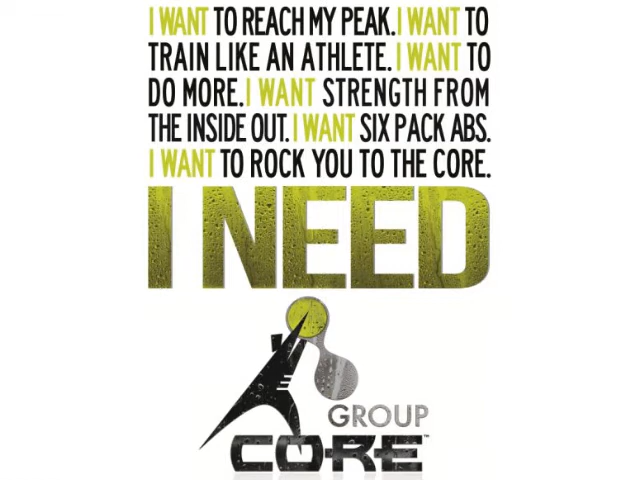 I WANT TO REACH MY PEAK. I WANT TO
TRAIN LIKE AN ATHLETE. I WANT TO
DO MORE. I WANT STRENGTH FROM
THE INSIDE OUT. I WANT SIX PACK ABS.
I WANT TO ROCK YOU TO THE CORE.
I NEED
GROUP
CORE™